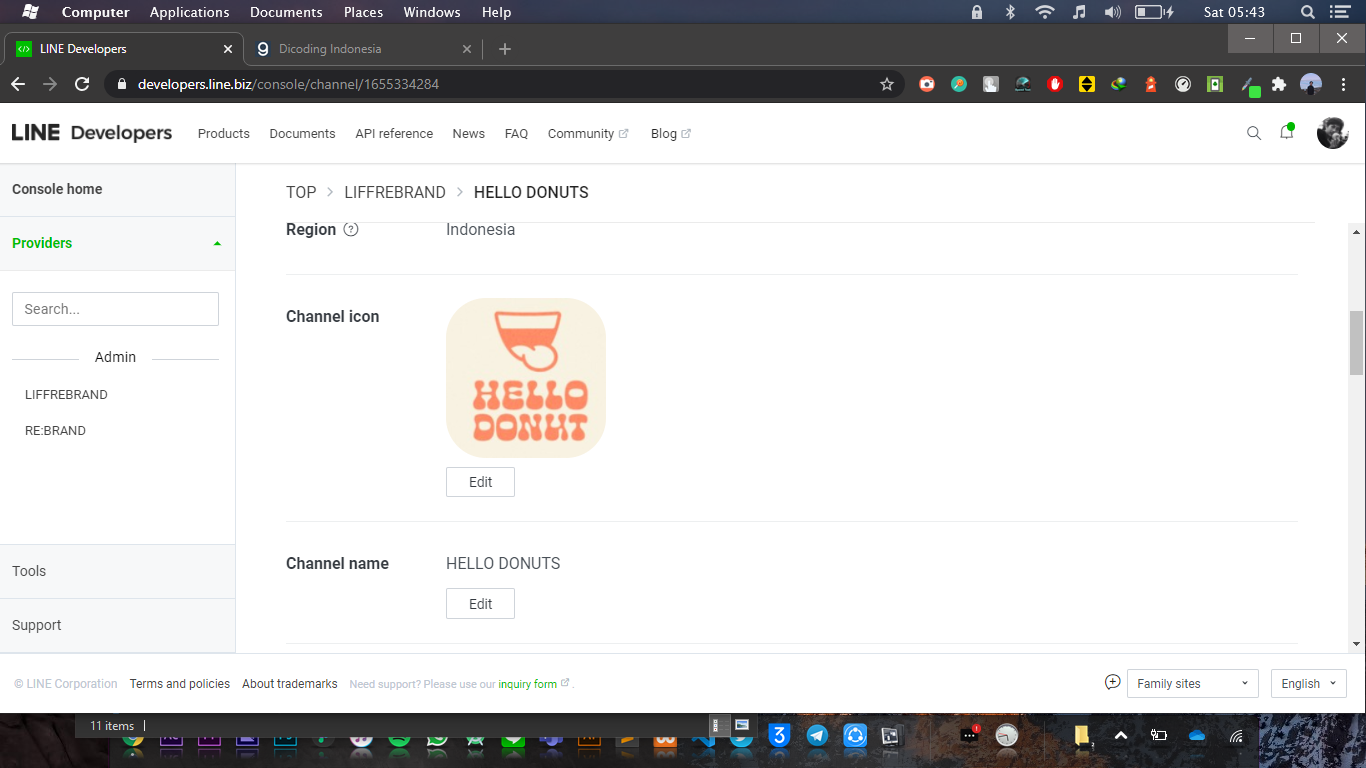 Computer Applications Documents Places Windows Help Sat 05:43
LINE Developers Dicoding Indonesia
developers.line.biz/console/channel/1655334284
LINE Developers Products Documents API reference News FAQ Community Blog
Console home
Providers
Search...
Admin
LIFFREBRAND
RE:BRAND
Tools
Support
TOP LIFFREBRAND HELLO DONUTS
Region ? Indonesia
Channel icon
HELLO
DONUT
Edit
Channel name HELLO DONUTS
Edit
© LINE Corporation Terms and policies About trademarks Need support? Please use our inquiry form . Family sites English
11 items